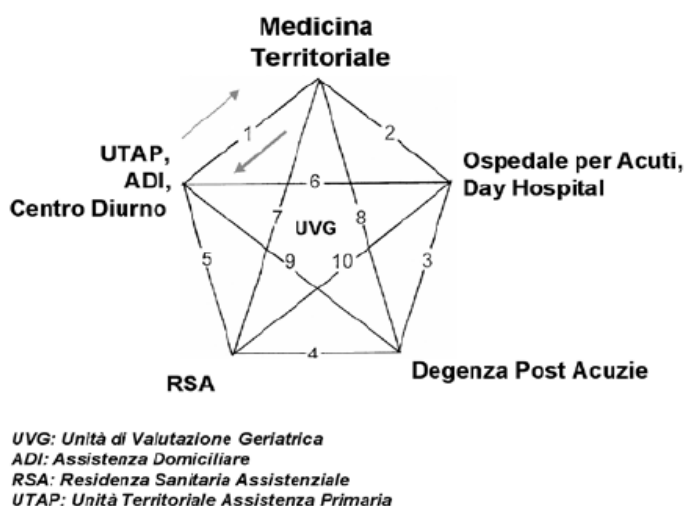 Medicina
Territoriale
1
2
UTAP,
ADI,
Centro Diurno
Ospedale per Acuti,
Day Hospital
6
7
UVG
8
5
9
10
3
4
RSA
Degenza Post Acuzie
UVG: Unità di Valutazione Geriatrica
ADI: Assistenza Domiciliare
RSA: Residenza Sanitaria Assistenziale
UTAP: Unità Territoriale Assistenza Primaria